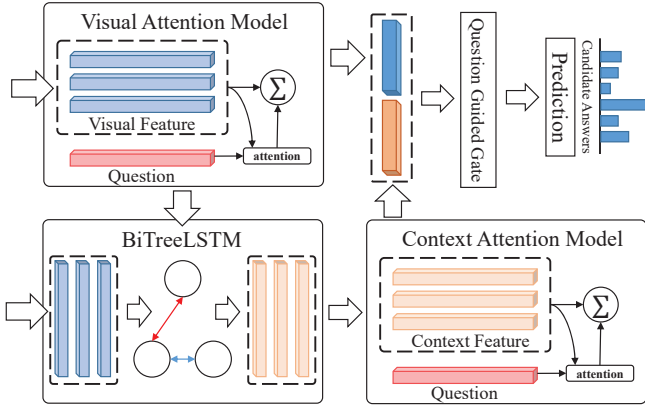 Visual Attention Model
Visual Feature
Σ
attention
Question
Question Guided Gate
Prediction
Candidate Answers
BiTreeLSTM
Context Attention Model
Context Feature
Σ
attention
Question